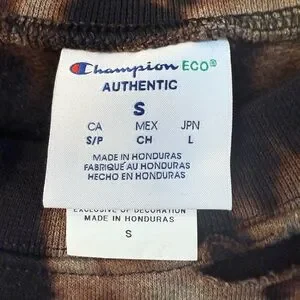 Champion ECO®
AUTHENTIC
S
CA MEX JPN
S/P CH L
MADE IN HONDURAS
FABRIQUÉ AU HONDURAS
HECHO EN HONDURAS
EXCLUSIVE OF DECORATION
MADE IN HONDURAS
S